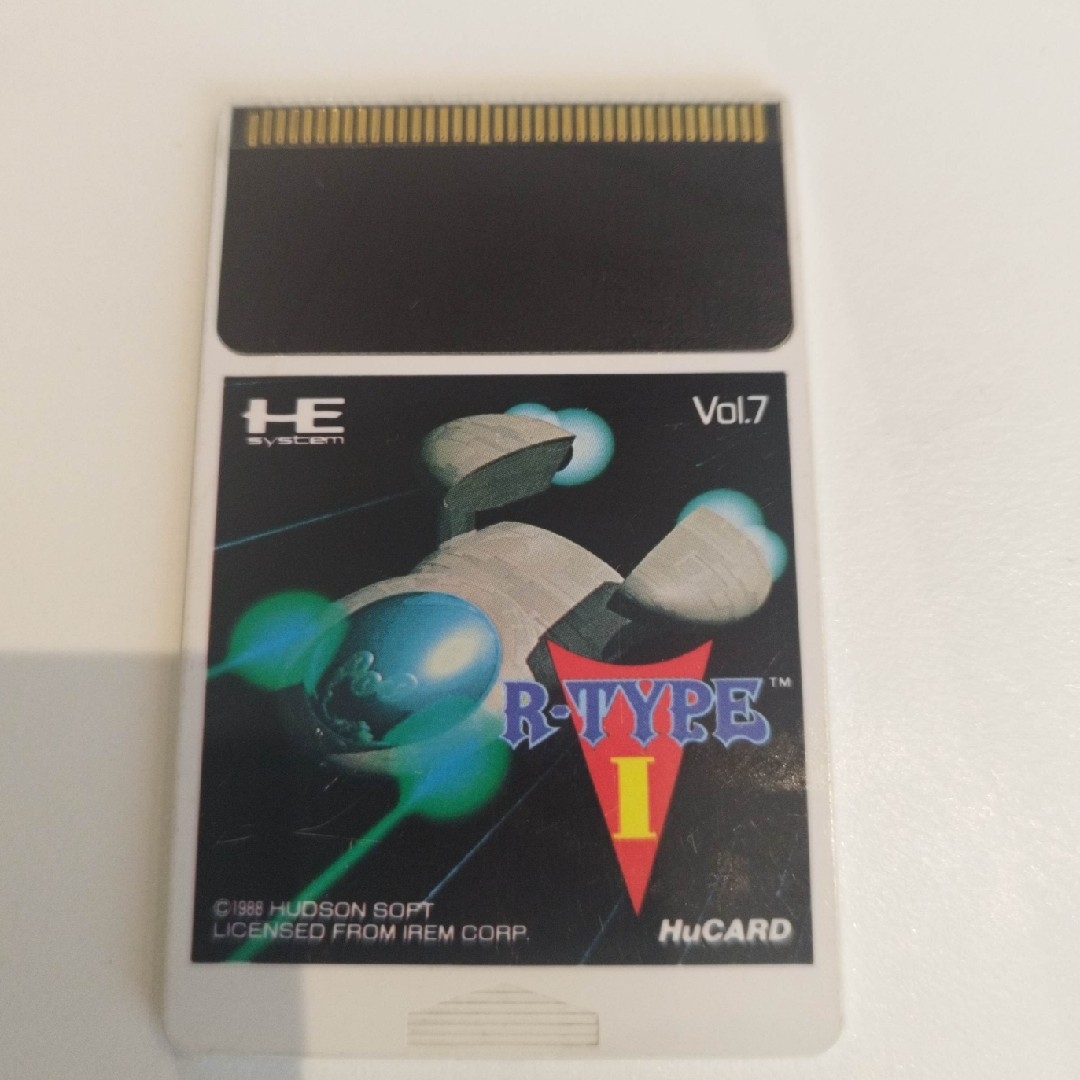 HE
system
Vol.7
R-TYPE™
I
©1988 HUDSON SOFT
LICENSED FROM IREM CORP.
HuCARD